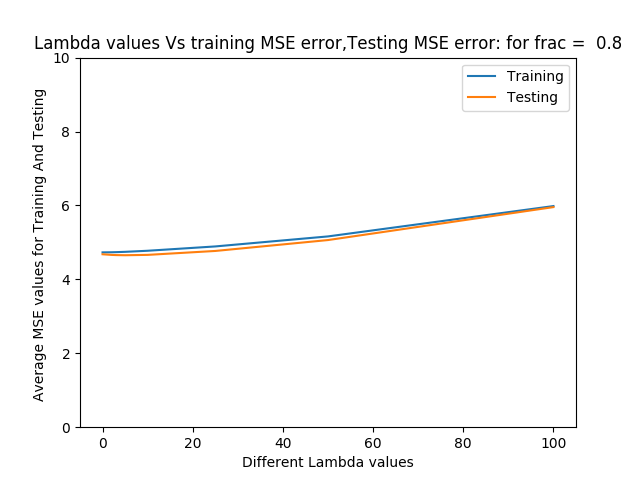 Lambda values Vs training MSE error,Testing MSE error: for frac =  0.8
10
8
6
4
2
0
Average MSE values for Training And Testing
Training
Testing
0 20 40 60 80 100
Different Lambda values